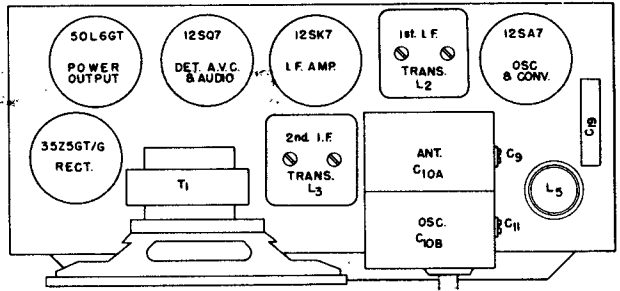 50L6GT
POWER
OUTPUT
12SQ7
DET. A.V.C.
& AUDIO
12SK7
I.F. AMP.
1st. I.F.
TRANS.
L2
12SA7
OSC
& CONV.
35Z5GT/G
RECT.
T1
2nd. I.F.
TRANS.
L3
ANT.
C10A
C9
OSC.
C10B
C11
L5
C19